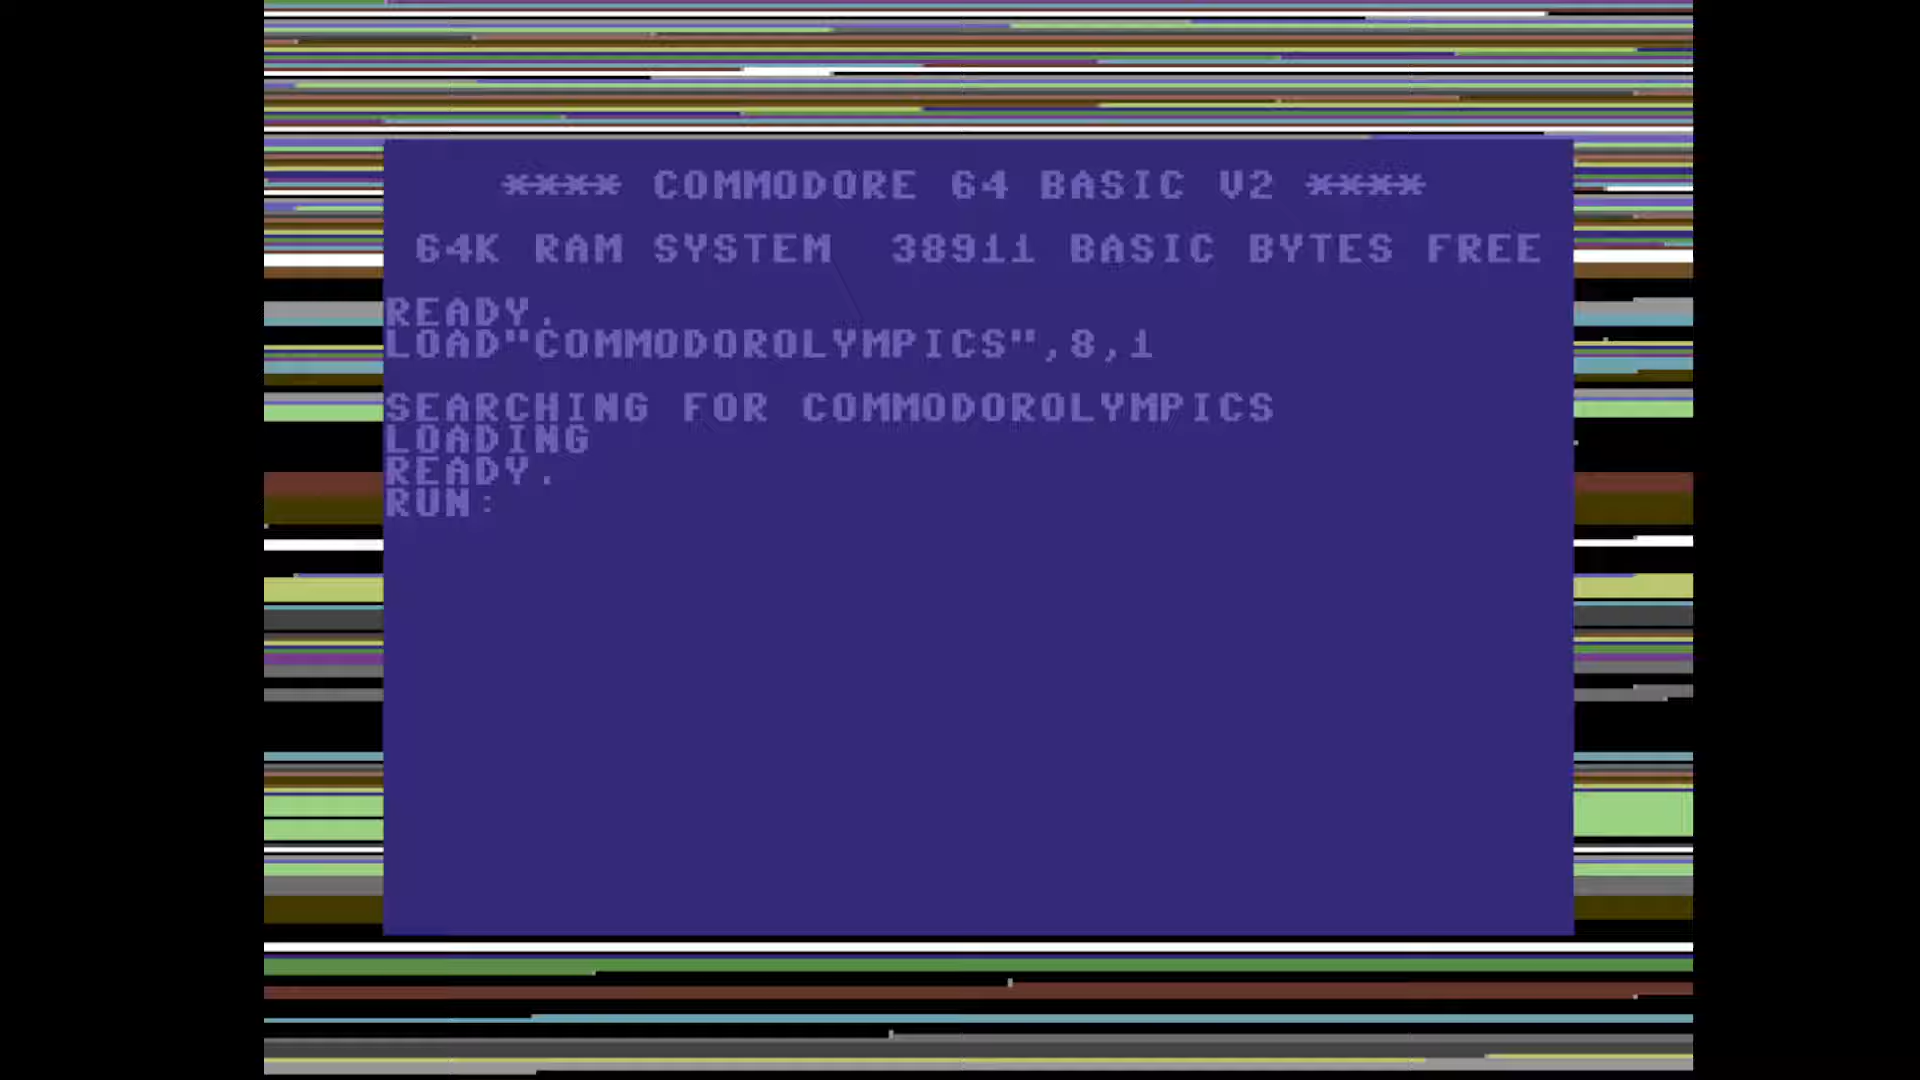 **** COMMODORE 64 BASIC V2 ****
64K RAM SYSTEM  38911 BASIC BYTES FREE
READY.
LOAD"COMMODOROLYMPICS",8,1
SEARCHING FOR COMMODOROLYMPICS
LOADING
READY.
RUN: